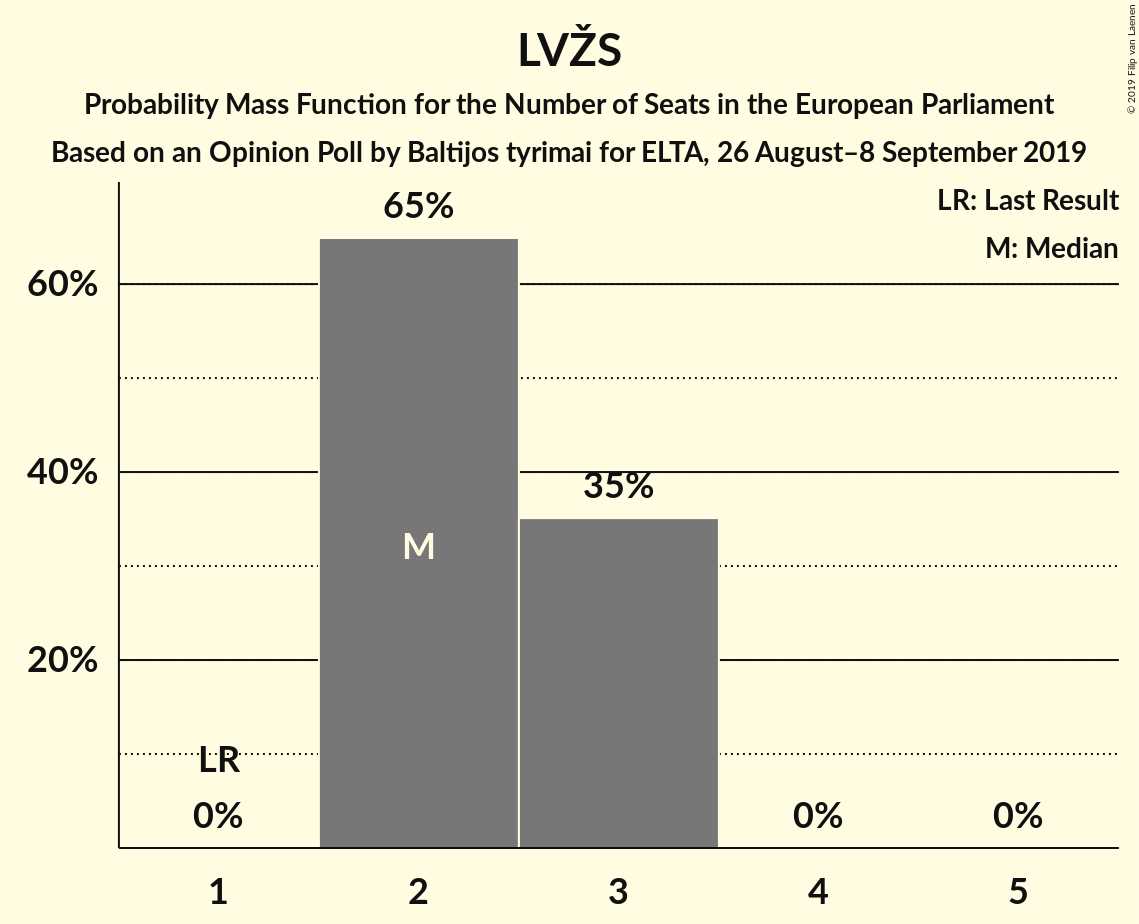 LVŽS
Probability Mass Function for the Number of Seats in the European Parliament
Based on an Opinion Poll by Baltijos tyrimai for ELTA, 26 August–8 September 2019
© 2019 Filip van Laenen
LR: Last Result
M: Median
65%
60%
40%
35%
M
20%
LR
0%
0%
0%
1
2
3
4
5